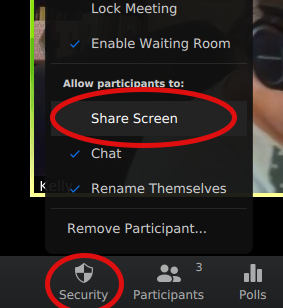 Lock Meeting
✓ Enable Waiting Room
Allow participants to:
Share Screen
✓ Chat
✓ Rename Themselves
Remove Participant...
3
Security Participants Polls